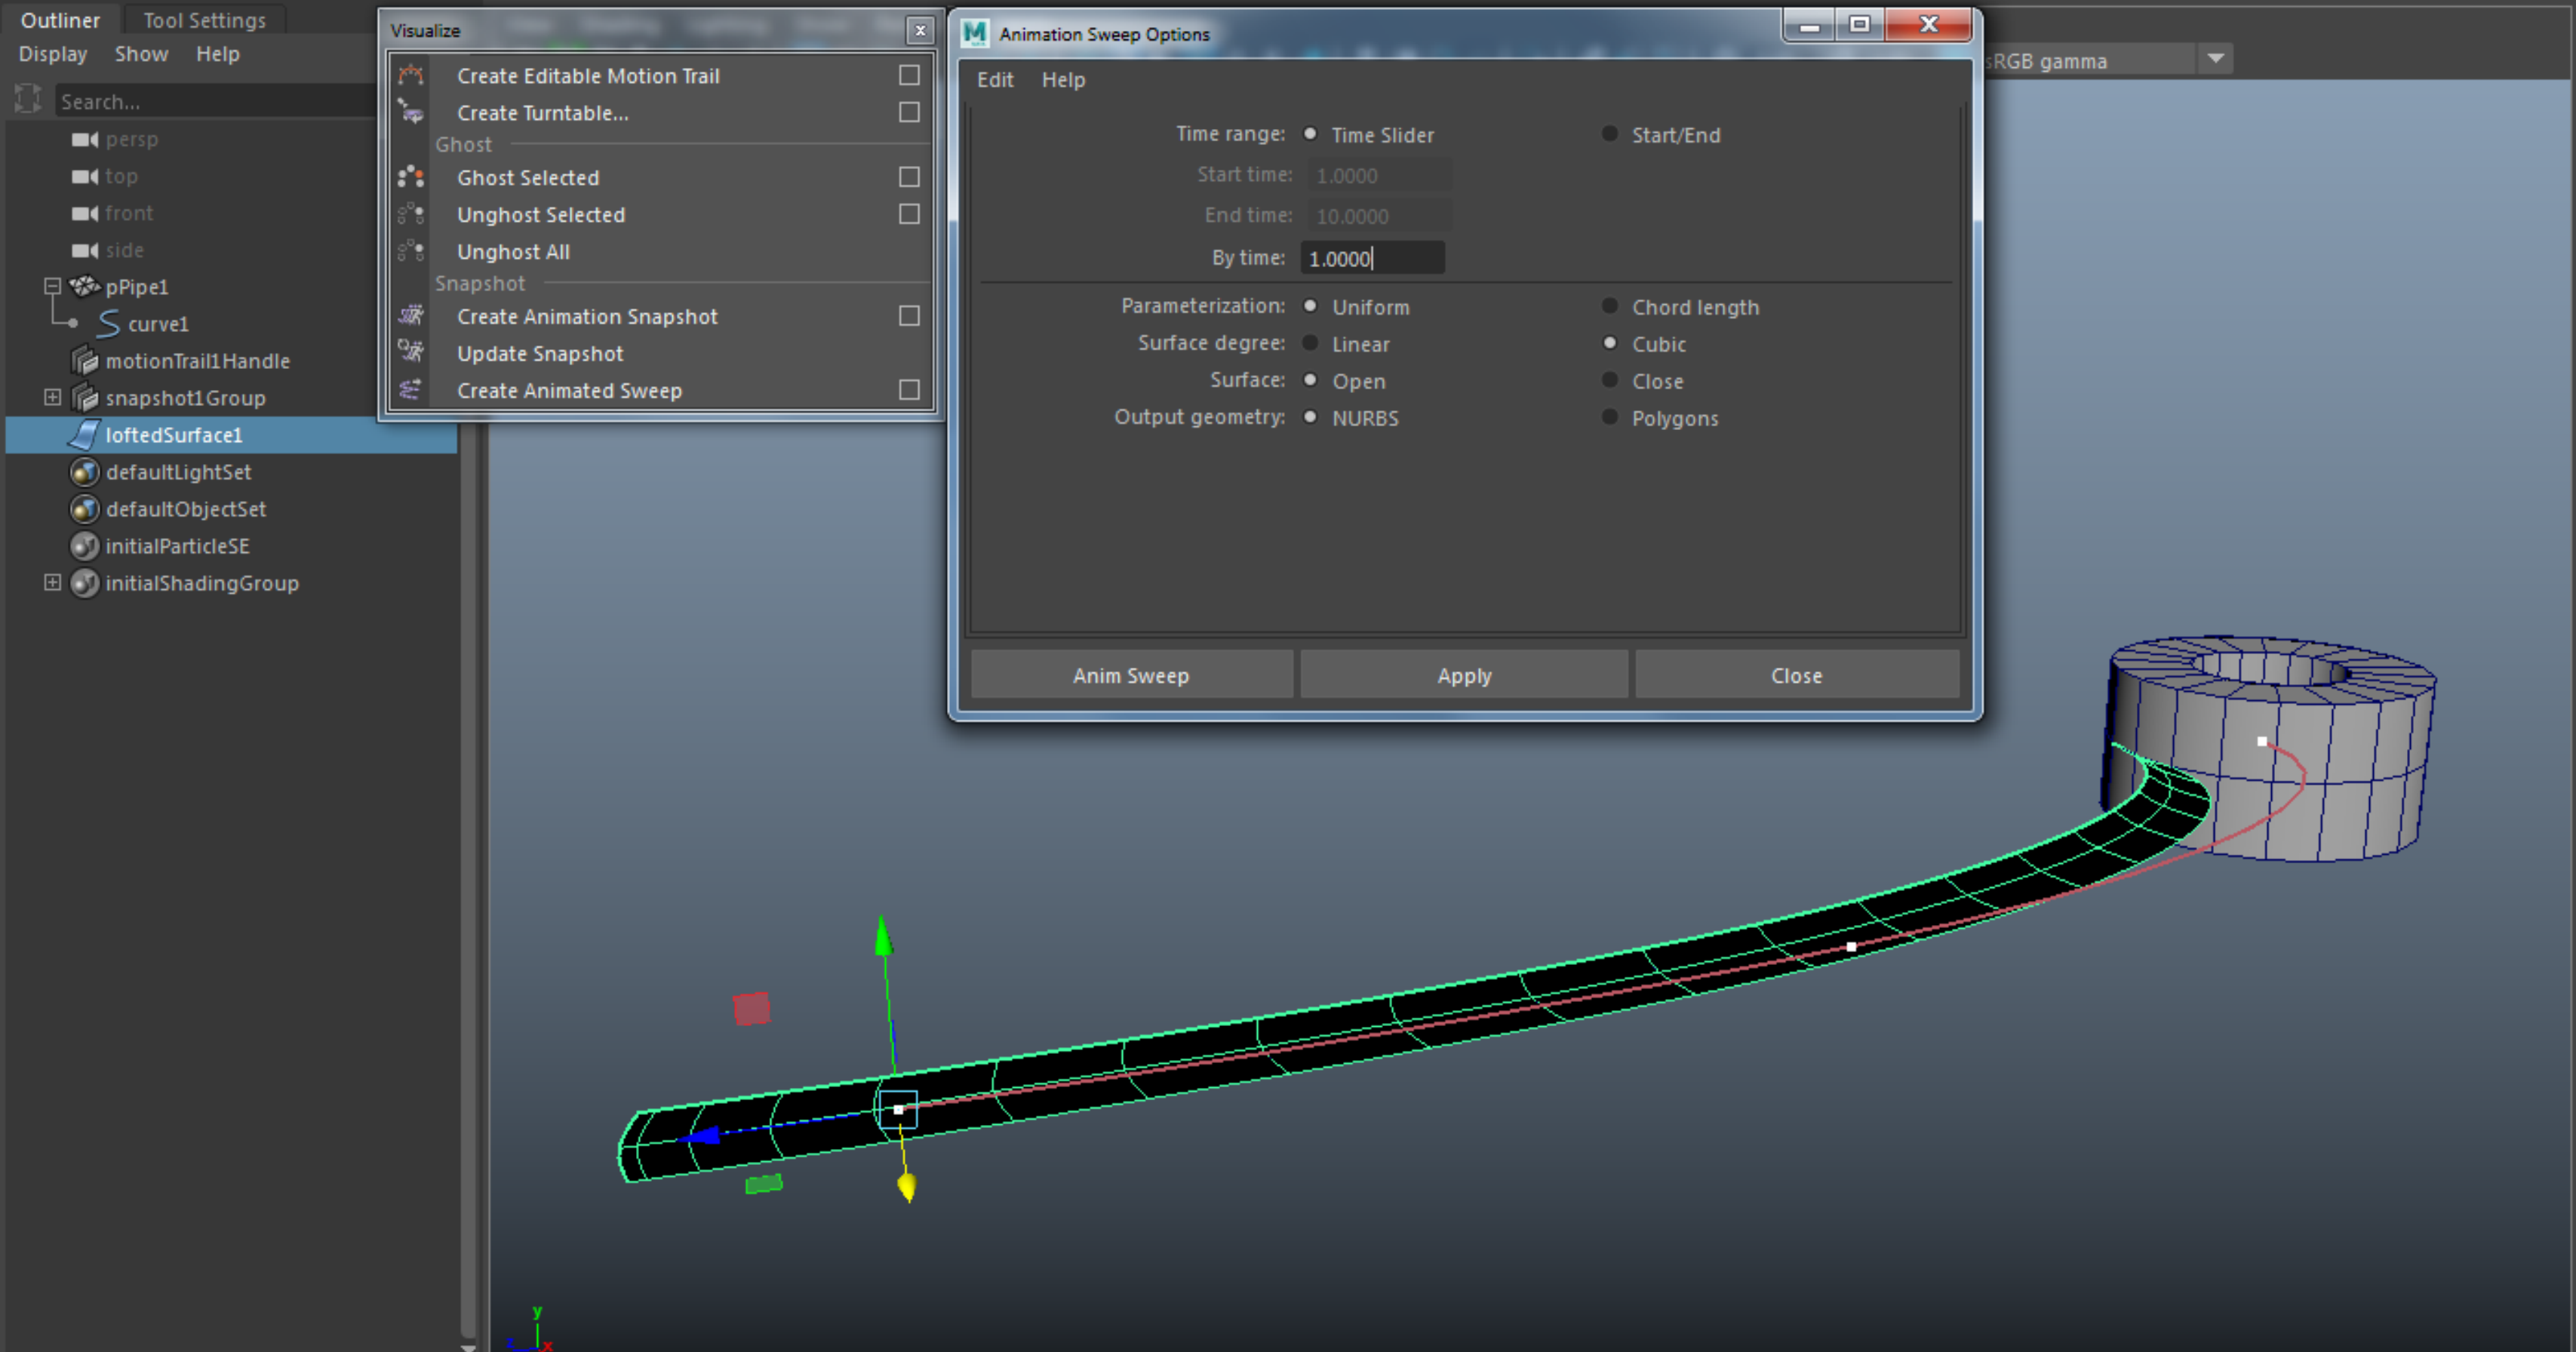 Outliner
Tool Settings
Display Show Help
Search...
persp
top
front
side
pPipe1
curve1
motionTrail1Handle
snapshot1Group
loftedSurface1
defaultLightSet
defaultObjectSet
initialParticleSE
initialShadingGroup
Visualize
Create Editable Motion Trail
Create Turntable...
Ghost
Ghost Selected
Unghost Selected
Unghost All
Snapshot
Create Animation Snapshot
Update Snapshot
Create Animated Sweep
Animation Sweep Options
Edit Help
Time range: Time Slider Start/End
Start time: 1.0000
End time: 10.0000
By time: 1.0000
Parameterization: Uniform Chord length
Surface degree: Linear Cubic
Surface: Open Close
Output geometry: NURBS Polygons
Anim Sweep Apply Close
sRGB gamma
y
x